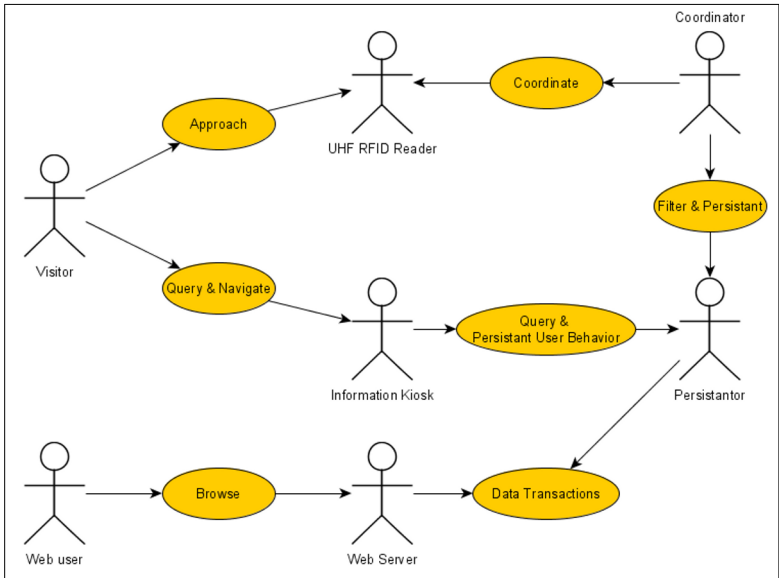 Coordinator
Coordinate
Approach
UHF RFID Reader
Filter & Persistant
Visitor
Query & Navigate
Query &
Persistant User Behavior
Information Kiosk
Persistantor
Browse
Data Transactions
Web user
Web Server